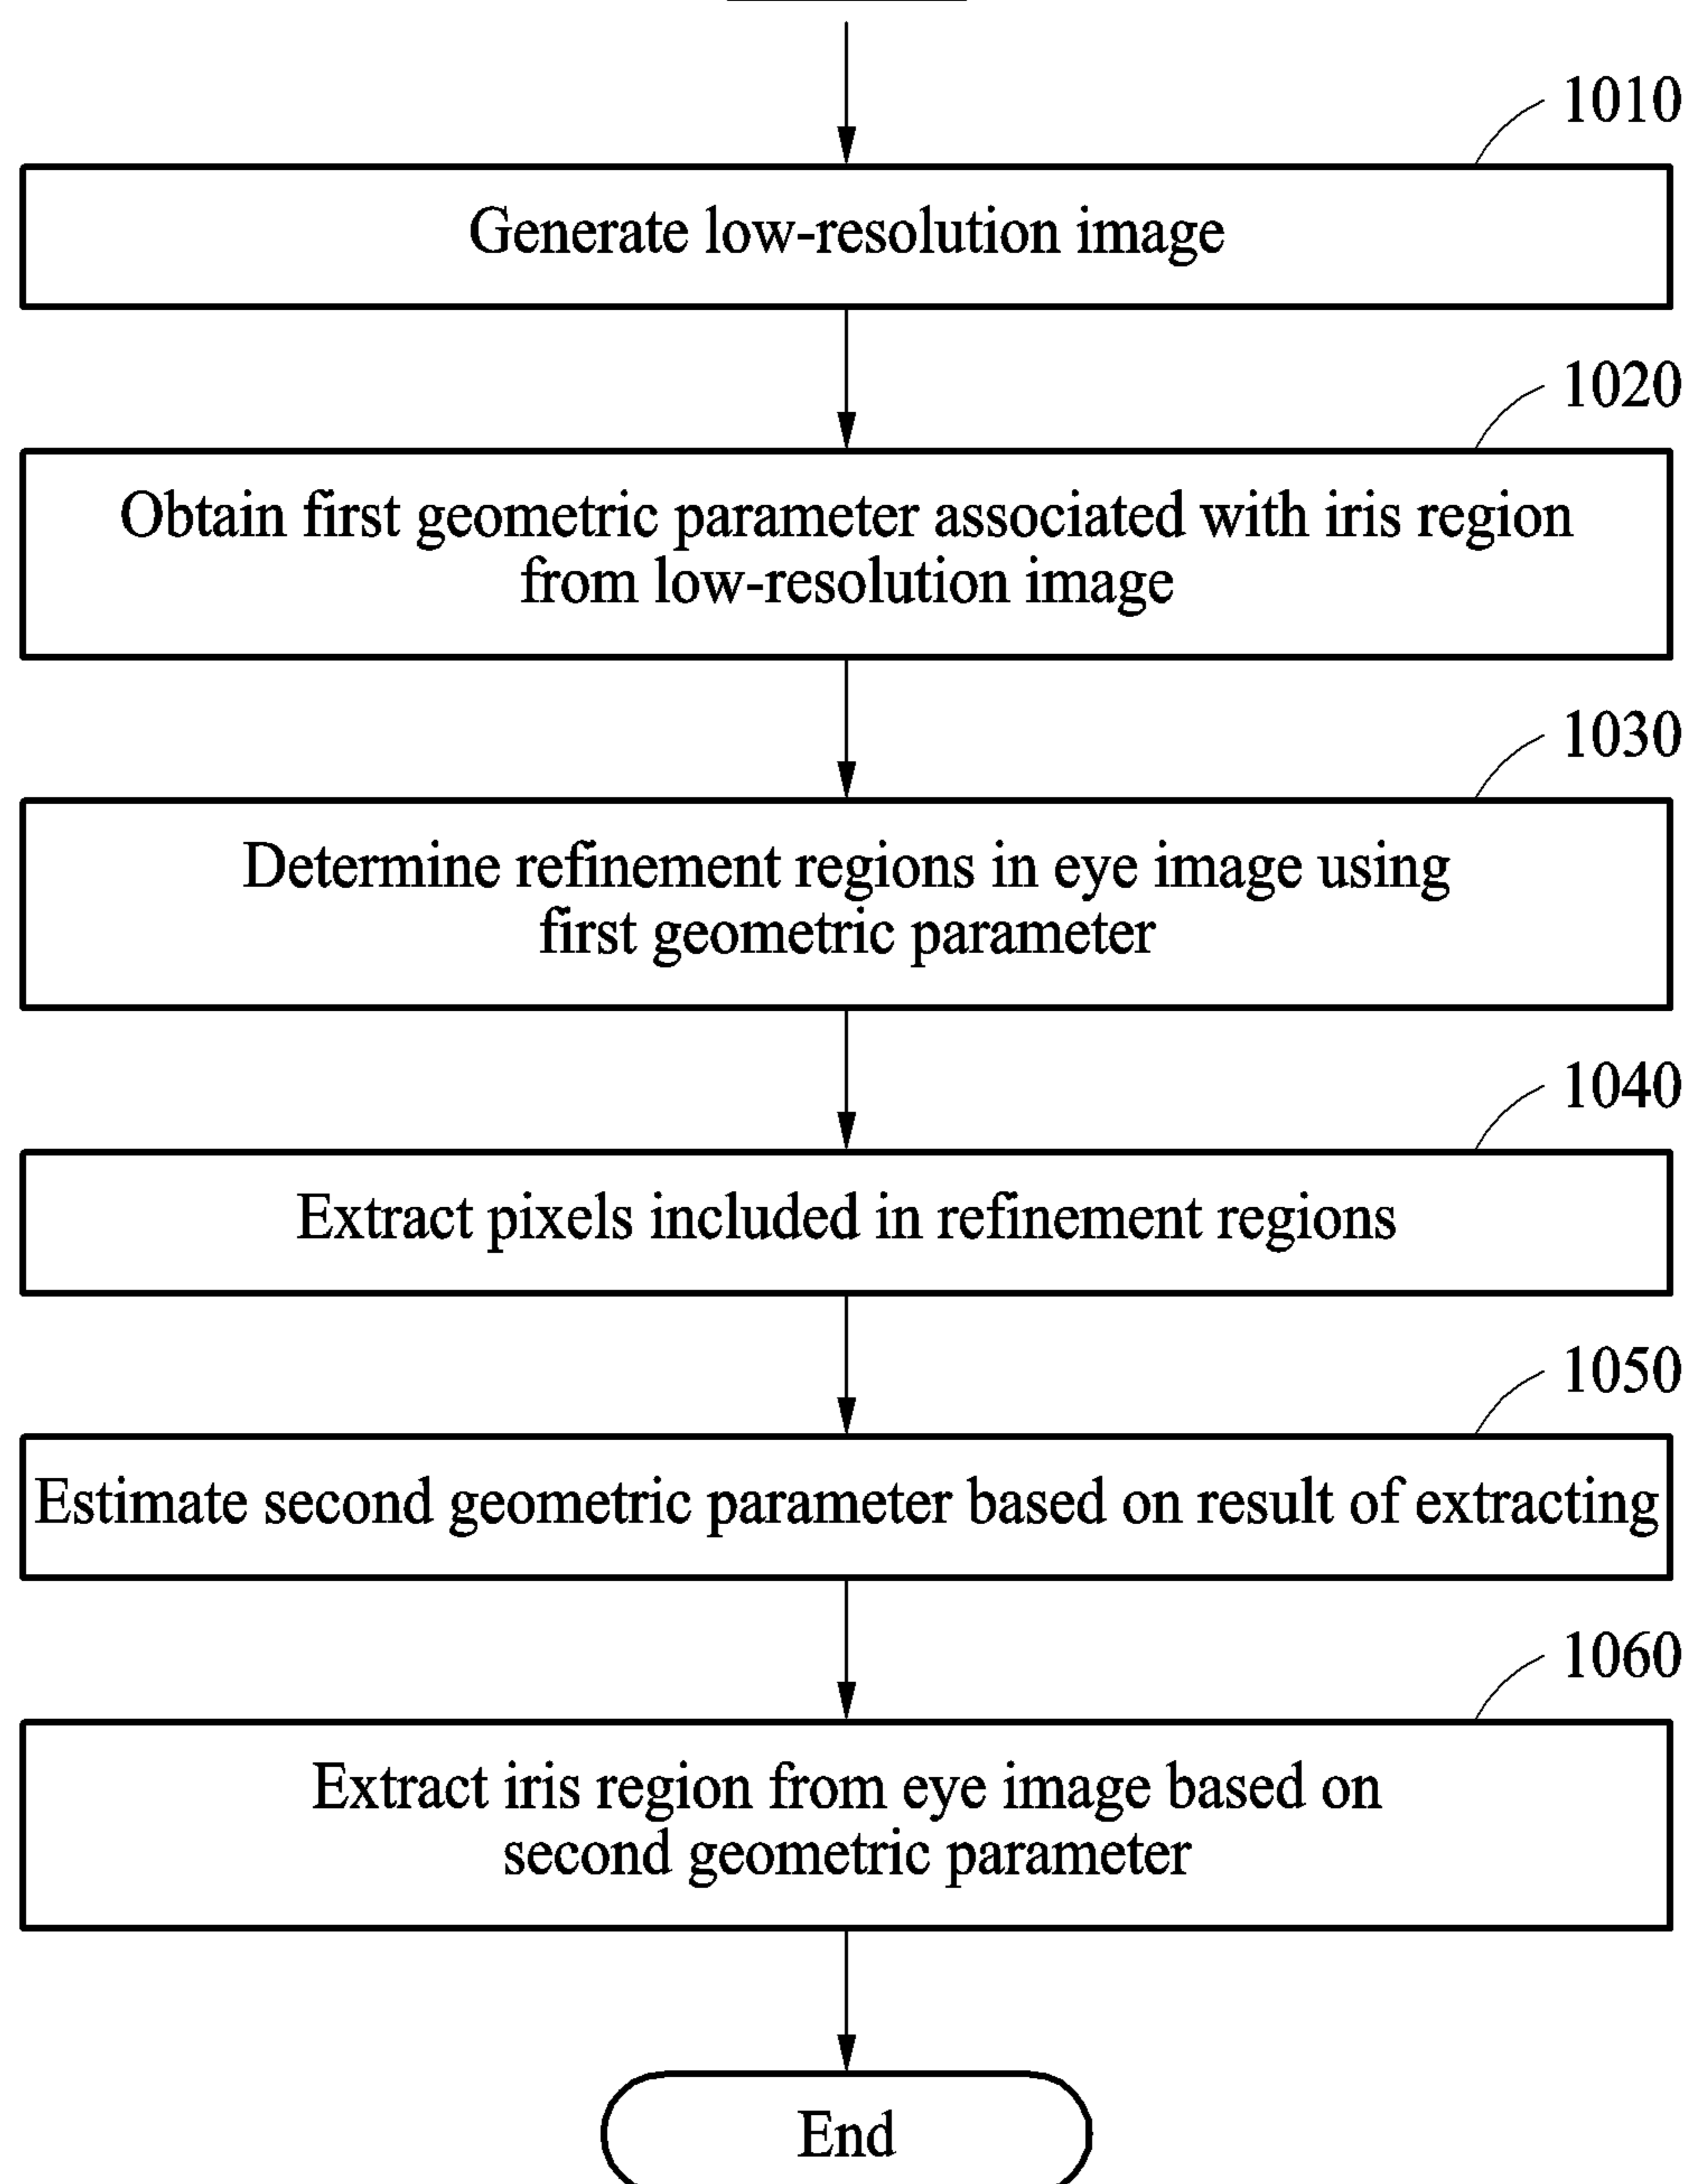 1010
Generate low-resolution image
1020
Obtain first geometric parameter associated with iris region
from low-resolution image
1030
Determine refinement regions in eye image using
first geometric parameter
1040
Extract pixels included in refinement regions
1050
Estimate second geometric parameter based on result of extracting
1060
Extract iris region from eye image based on
second geometric parameter
End